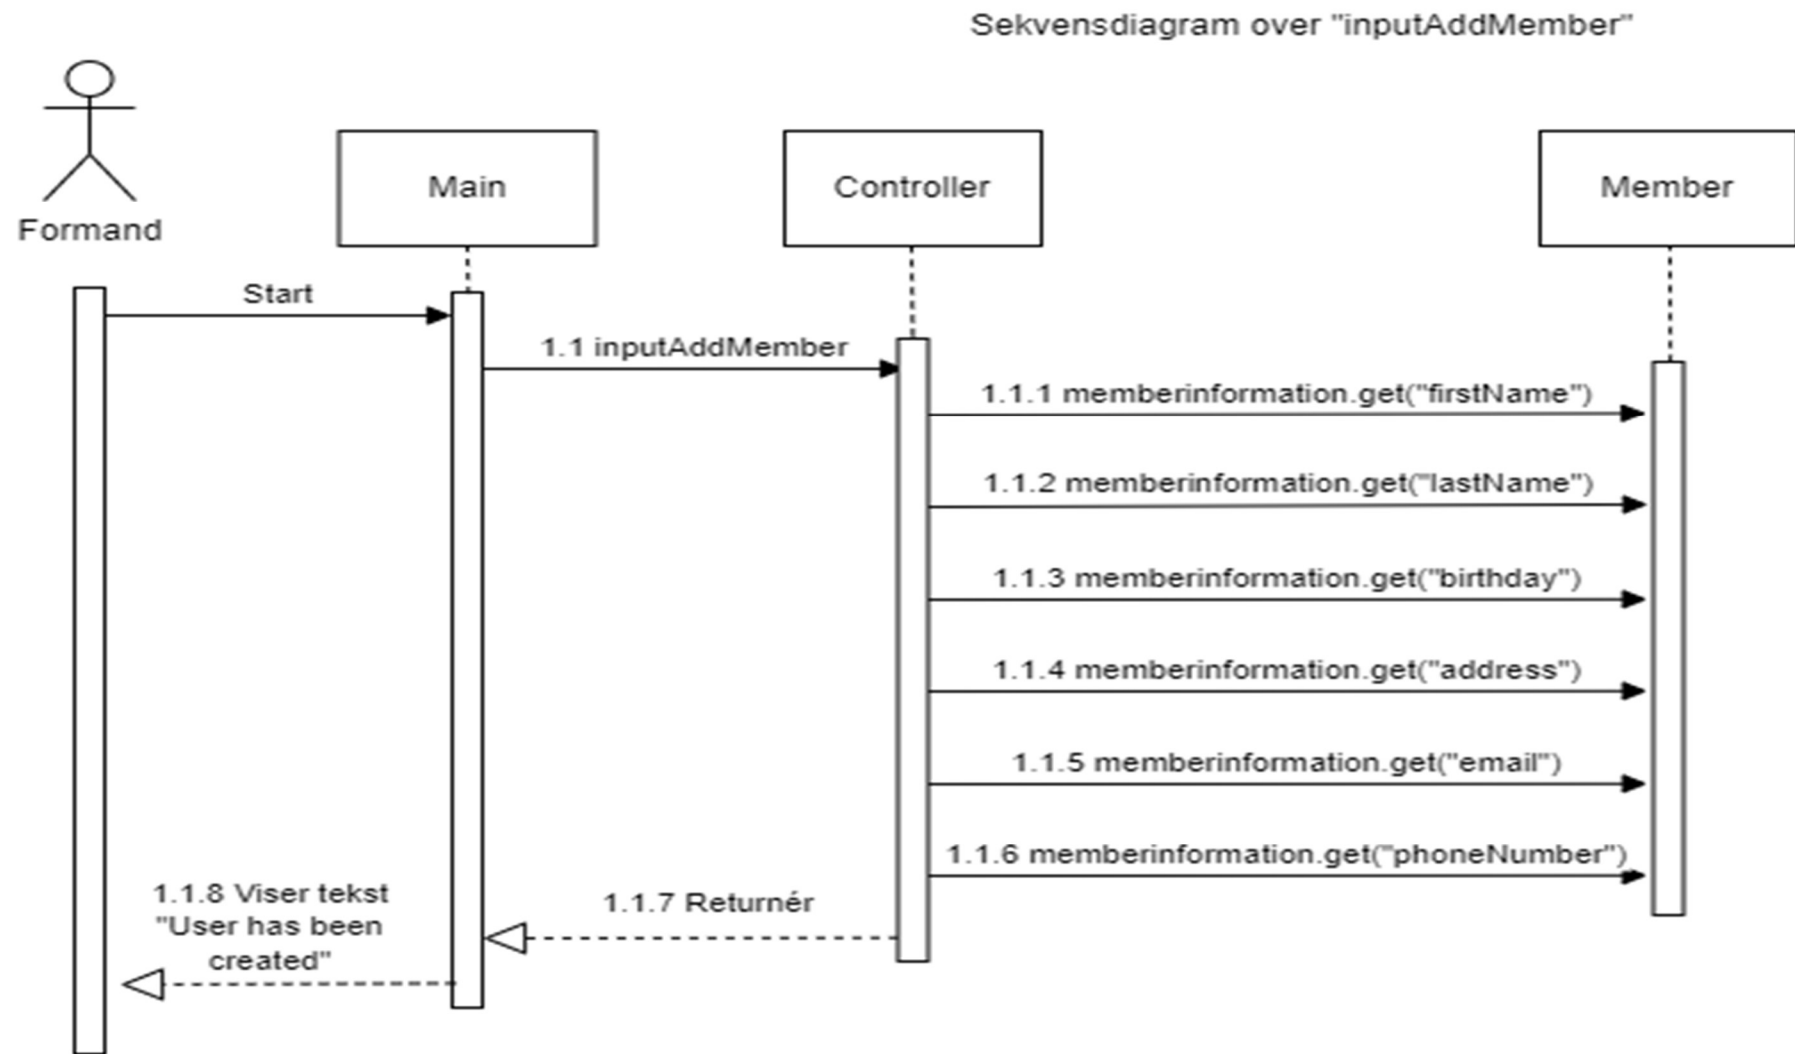 Sekvensdiagram over "inputAddMember"
Formand
Main
Controller
Member
Start
1.1 inputAddMember
1.1.1 memberinformation.get("firstName")
1.1.2 memberinformation.get("lastName")
1.1.3 memberinformation.get("birthday")
1.1.4 memberinformation.get("address")
1.1.5 memberinformation.get("email")
1.1.6 memberinformation.get("phoneNumber")
1.1.7 Returnér
1.1.8 Viser tekst
"User has been
created"